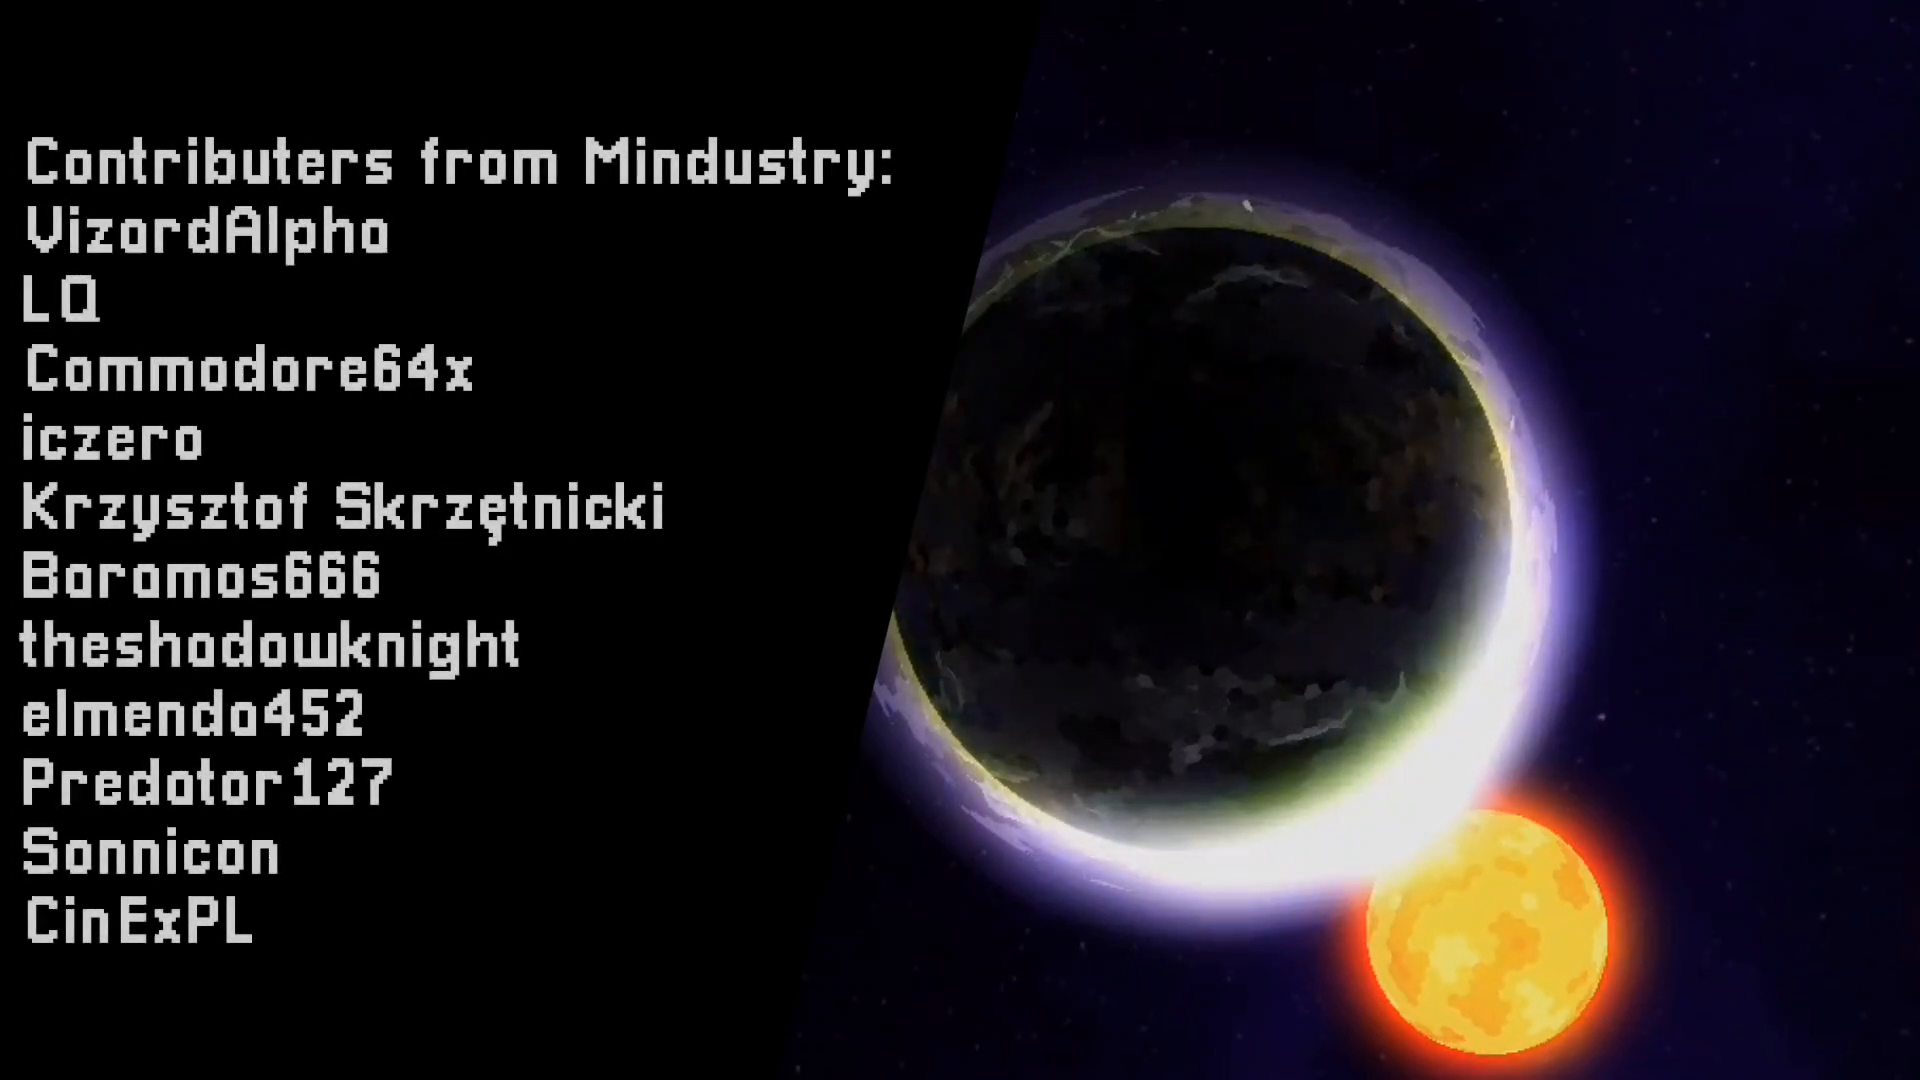 Contributers from Mindustry:
VizardAlpha
LQ
Commodore64x
iczero
Krzysztof Skrzętnicki
Baramos666
theshadowknight
elmenda452
Predator127
Sonnicon
CinExPL